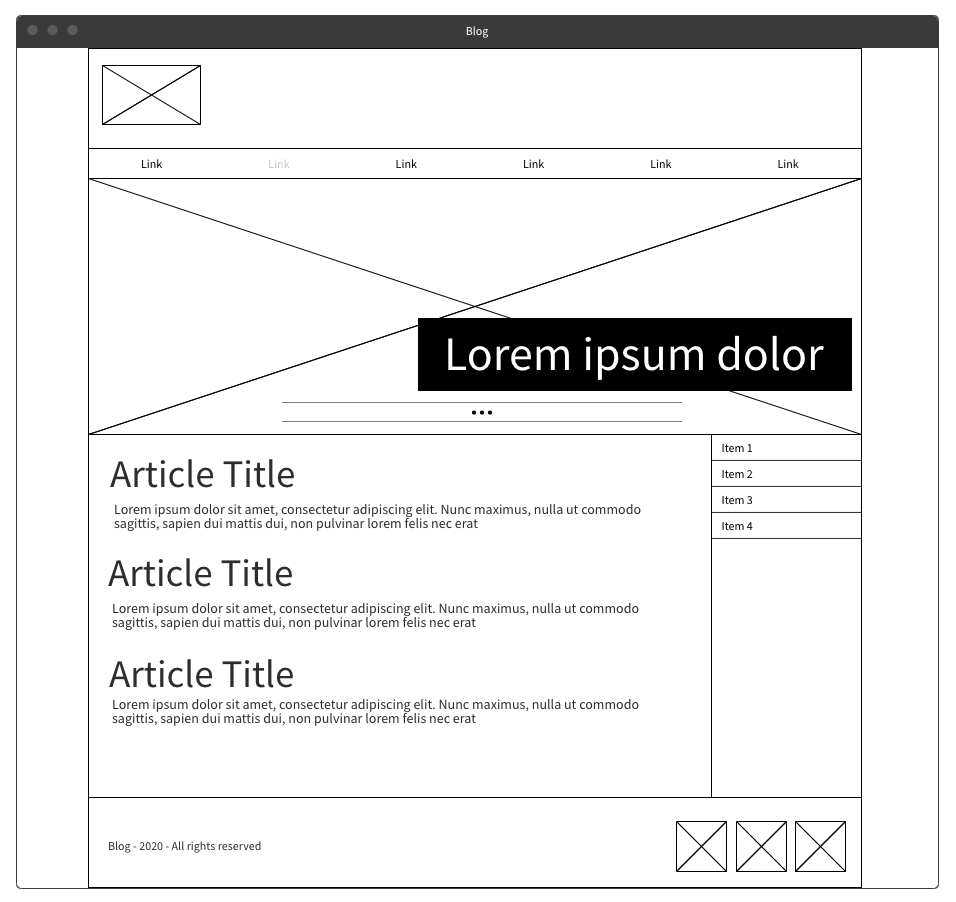 Blog
Link Link Link Link Link Link
Lorem ipsum dolor
Article Title
Lorem ipsum dolor sit amet, consectetur adipiscing elit. Nunc maximus, nulla ut commodo
sagittis, sapien dui mattis dui, non pulvinar lorem felis nec erat
Article Title
Lorem ipsum dolor sit amet, consectetur adipiscing elit. Nunc maximus, nulla ut commodo
sagittis, sapien dui mattis dui, non pulvinar lorem felis nec erat
Article Title
Lorem ipsum dolor sit amet, consectetur adipiscing elit. Nunc maximus, nulla ut commodo
sagittis, sapien dui mattis dui, non pulvinar lorem felis nec erat
Item 1
Item 2
Item 3
Item 4
Blog - 2020 - All rights reserved